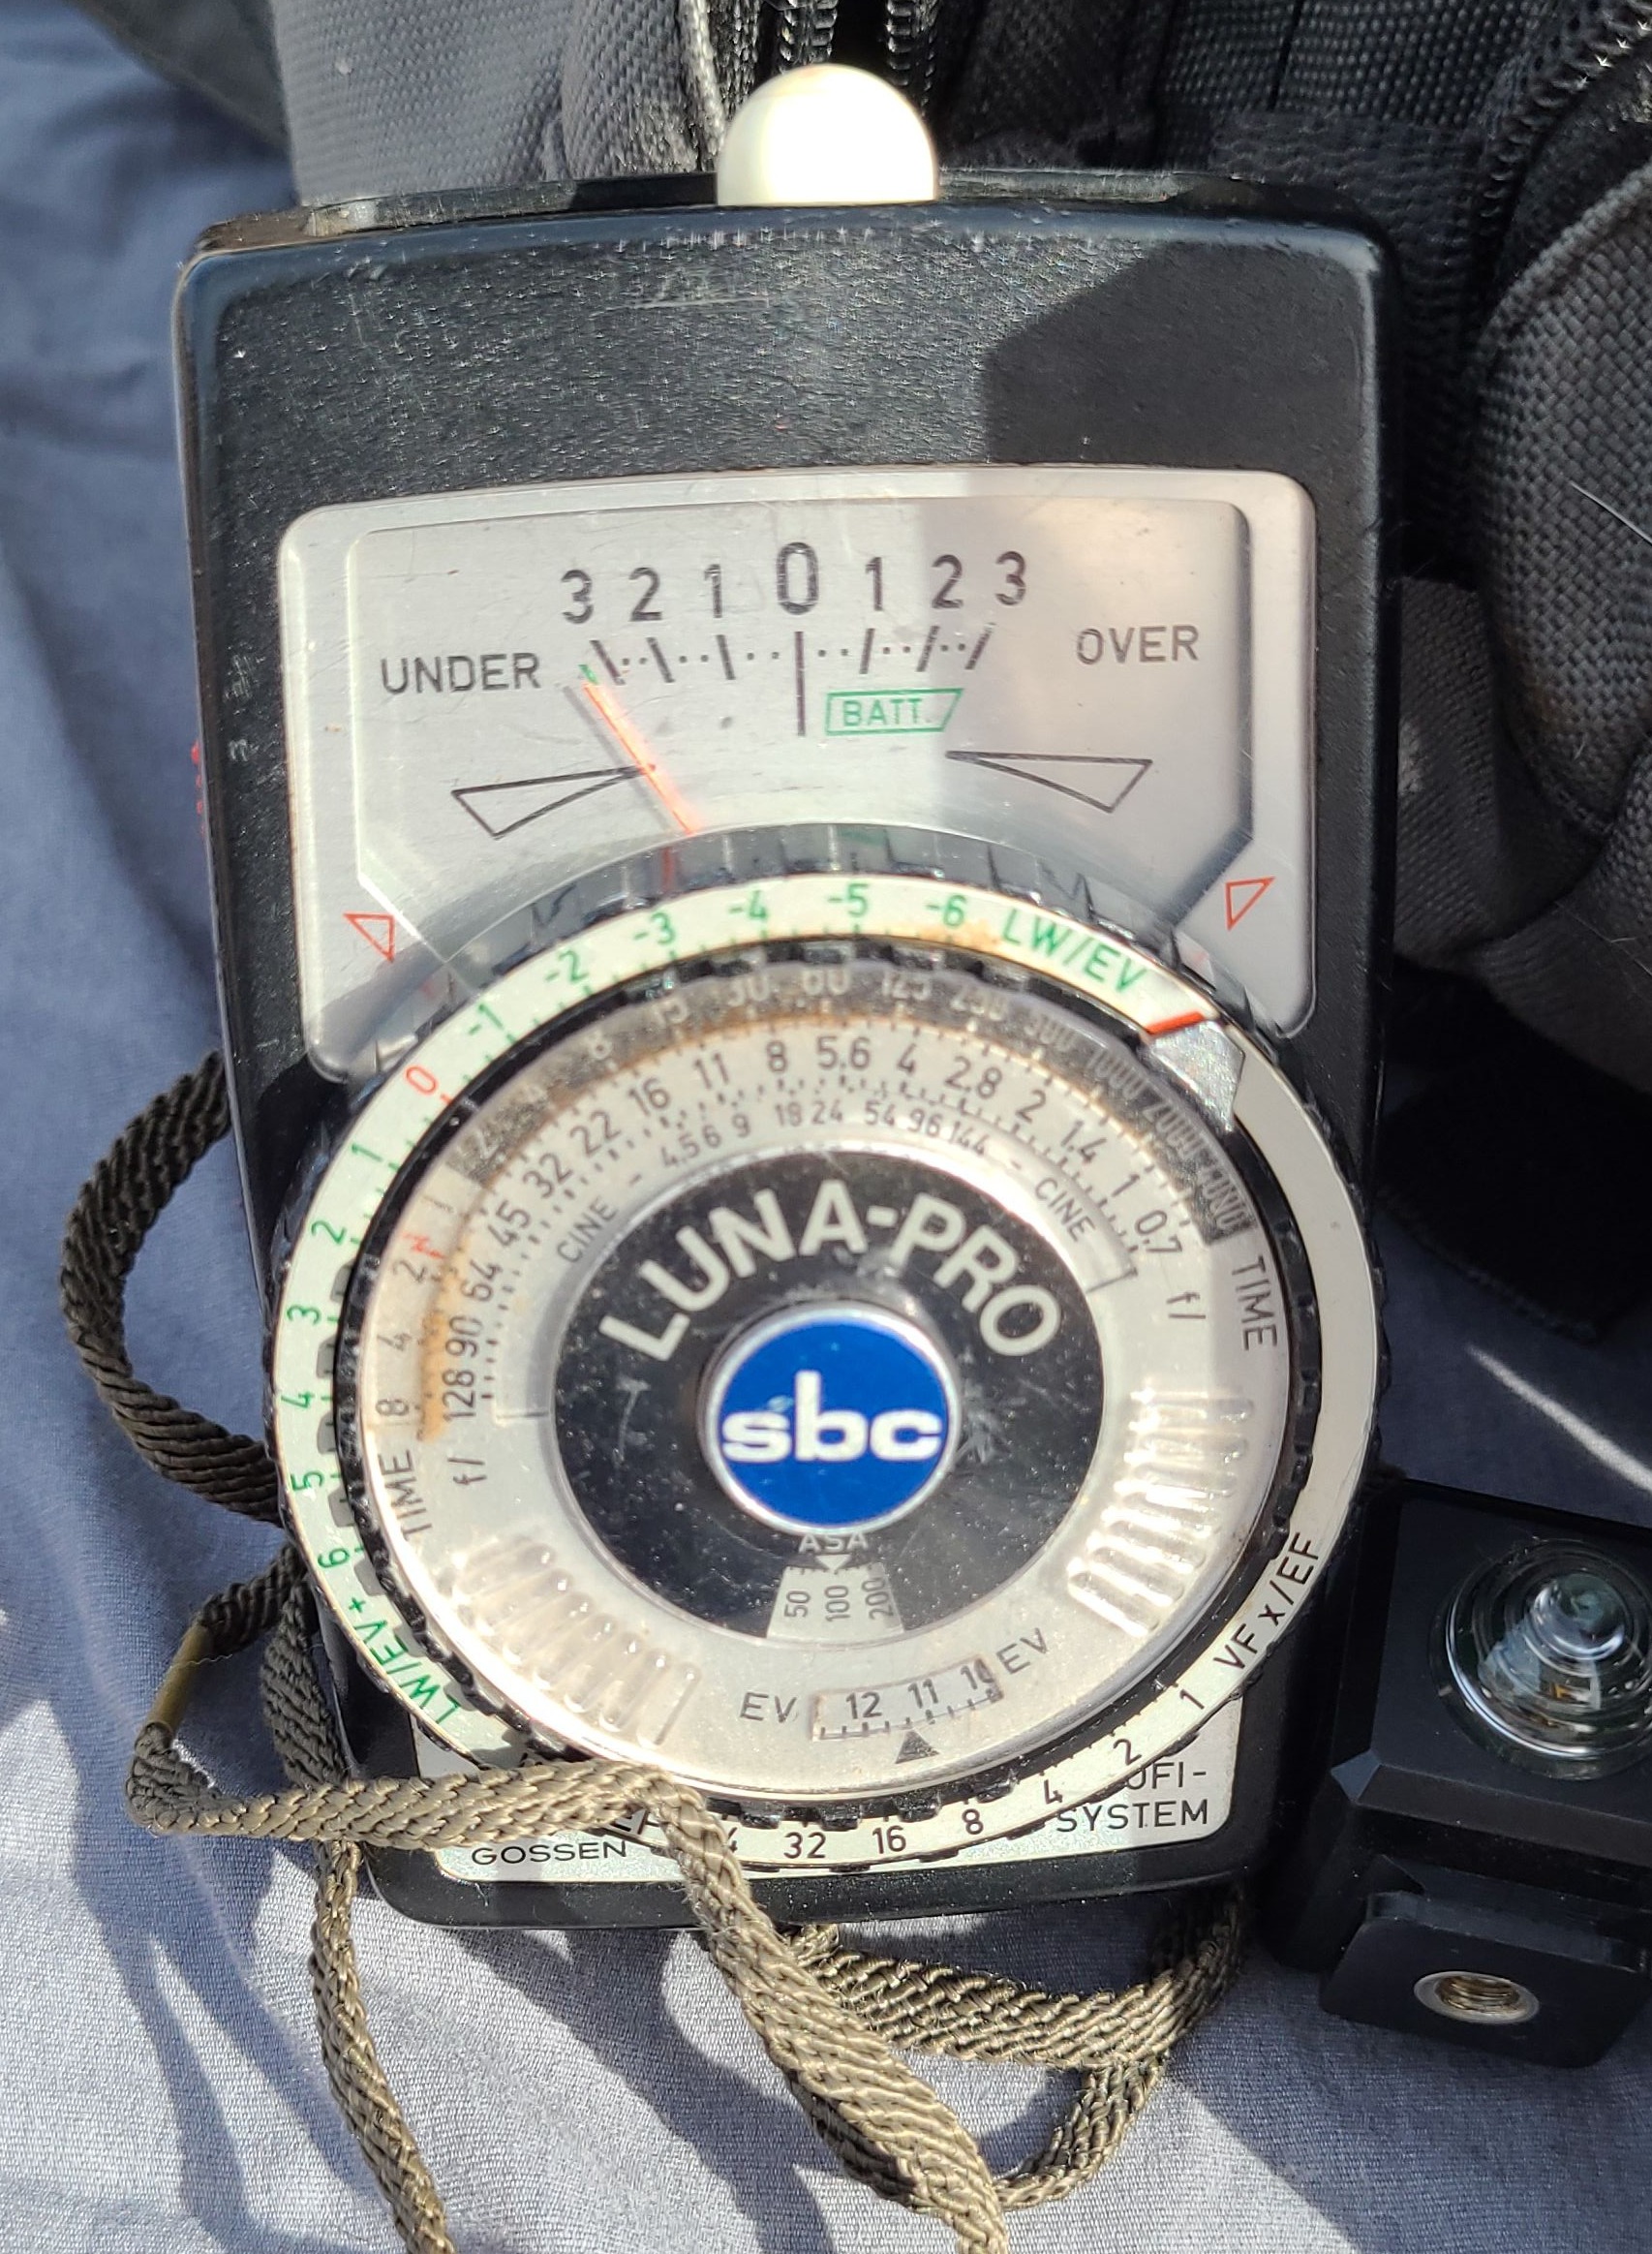 3 2 1 0 1 2 3
UNDER
OVER
BATT.
LW/EV+ 6 5 4 3 2 1 0 -1 -2 -3 -4 -5 -6 LW/EV
TIME 8 4 2 1
15 30 60 125 250 500 1000 2000 4000 TIME
f/ 128 90 64 45 32 22 16 11 8 5.6 4 2.8 2 1.4 1 0.7 f/
CINE - 4.5 6 9 18 24 54 96 144 - CINE
LUNA-PRO
sbc
ASA
50 100 200
EV 12 11 10 EV
32 16 8 4 2 1 VF x/EF
GOSSEN
SYSTEM